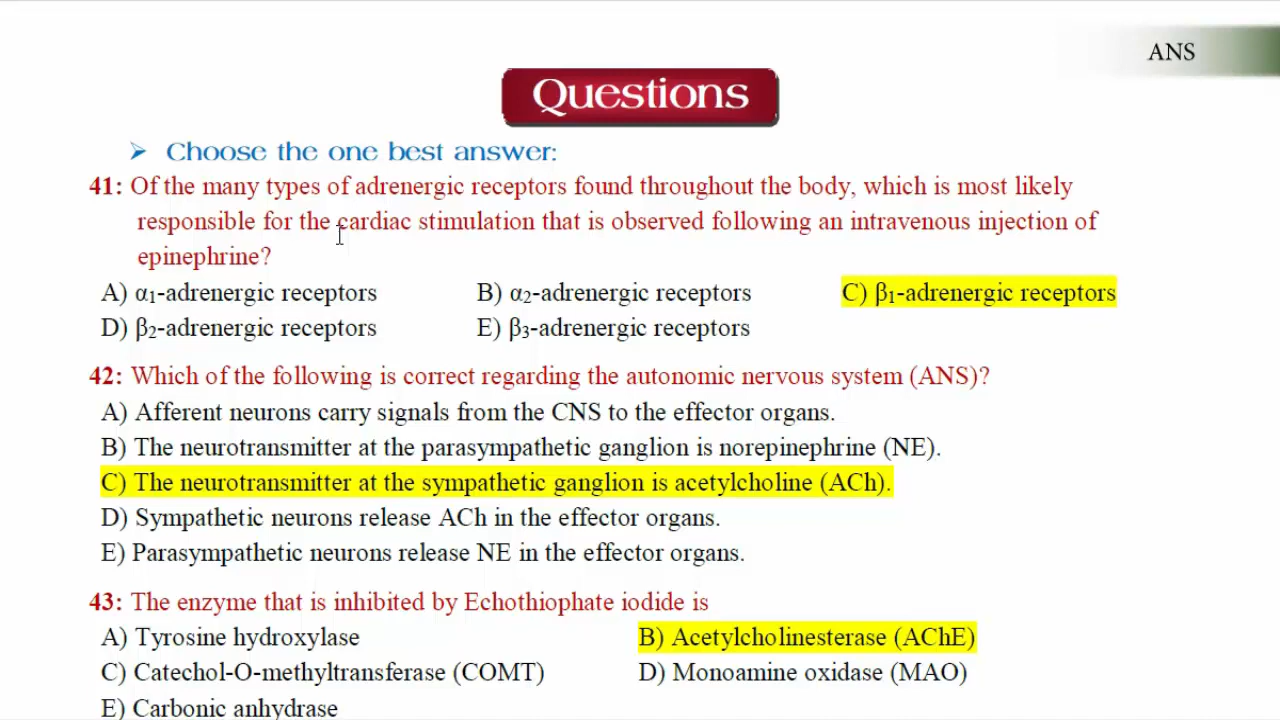 ANS
Questions
➢ Choose the one best answer:
41: Of the many types of adrenergic receptors found throughout the body, which is most likely
responsible for the cardiac stimulation that is observed following an intravenous injection of
epinephrine?
A) α₁-adrenergic receptors B) α₂-adrenergic receptors C) β₁-adrenergic receptors
D) β₂-adrenergic receptors E) β₃-adrenergic receptors
42: Which of the following is correct regarding the autonomic nervous system (ANS)?
A) Afferent neurons carry signals from the CNS to the effector organs.
B) The neurotransmitter at the parasympathetic ganglion is norepinephrine (NE).
C) The neurotransmitter at the sympathetic ganglion is acetylcholine (ACh).
D) Sympathetic neurons release ACh in the effector organs.
E) Parasympathetic neurons release NE in the effector organs.
43: The enzyme that is inhibited by Echothiophate iodide is
A) Tyrosine hydroxylase B) Acetylcholinesterase (AChE)
C) Catechol-O-methyltransferase (COMT) D) Monoamine oxidase (MAO)
E) Carbonic anhydrase